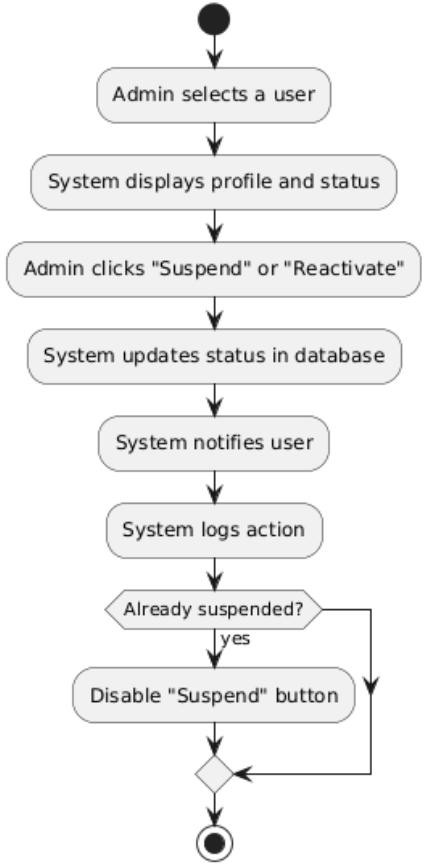 Admin selects a user
System displays profile and status
Admin clicks "Suspend" or "Reactivate"
System updates status in database
System notifies user
System logs action
Already suspended?
yes
Disable "Suspend" button